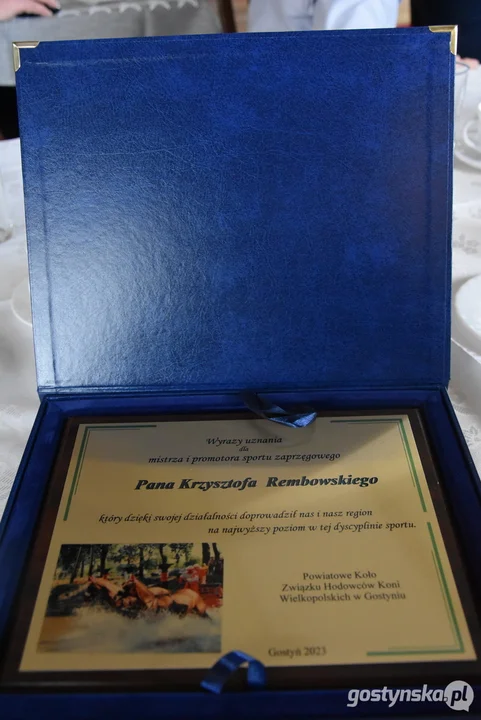 Wyrazy uznania
dla
mistrza i promotora sportu zaprzęgowego
Pana Krzysztofa Rembowskiego
który dzięki swojej działalności doprowadził nas i nasz region
na najwyższy poziom w tej dyscyplinie sportu.
Powiatowe Koło
Związku Hodowców Koni
Wielkopolskich w Gostyniu
Gostyń 2023
gostynska.pl